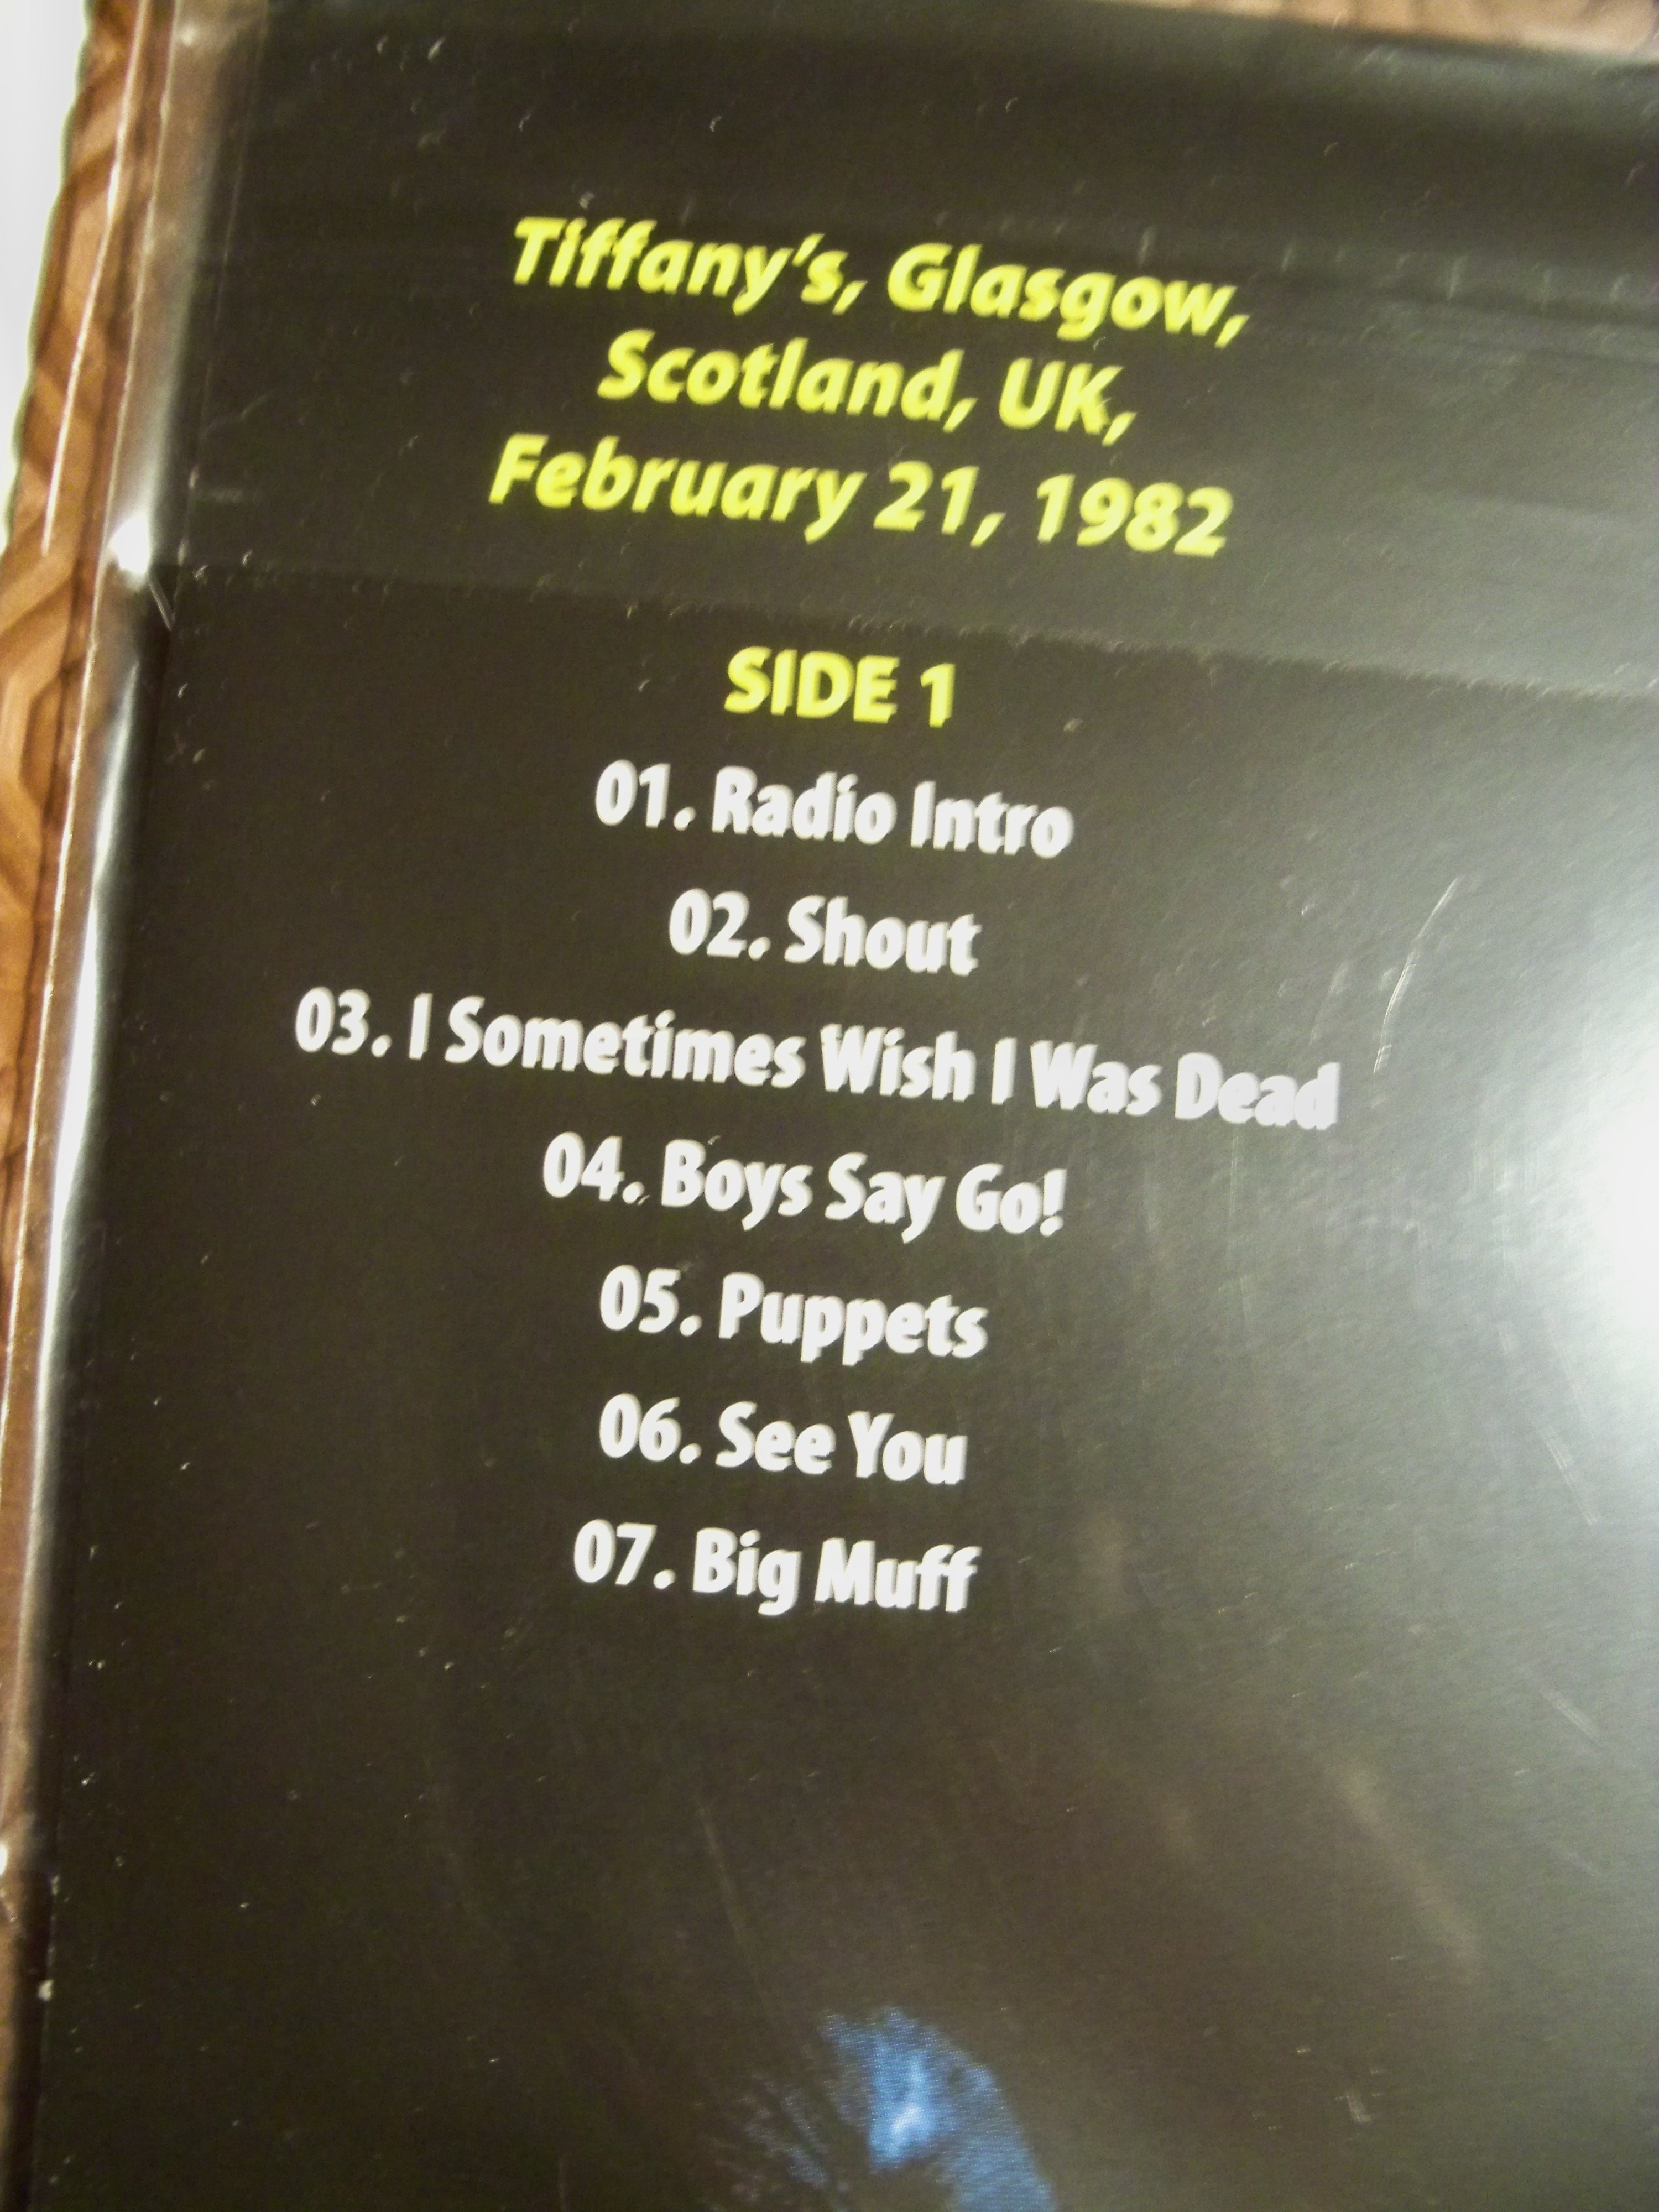 Tiffany's, Glasgow,
Scotland, UK,
February 21, 1982
SIDE 1
01. Radio Intro
02. Shout
03. I Sometimes Wish I Was Dead
04. Boys Say Go!
05. Puppets
06. See You
07. Big Muff